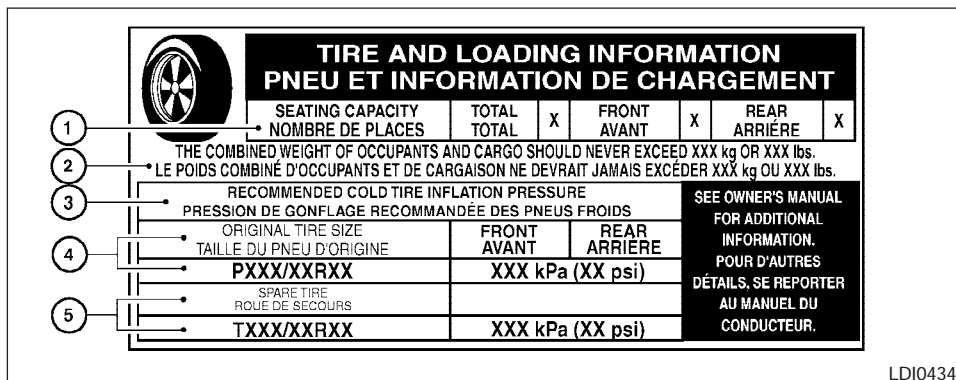 TIRE AND LOADING INFORMATION
PNEU ET INFORMATION DE CHARGEMENT
1
SEATING CAPACITY
NOMBRE DE PLACES
TOTAL
TOTAL
X
FRONT
AVANT
X
REAR
ARRIÉRE
X
2
THE COMBINED WEIGHT OF OCCUPANTS AND CARGO SHOULD NEVER EXCEED XXX kg OR XXX lbs.
LE POIDS COMBINÉ D'OCCUPANTS ET DE CARGAISON NE DEVRAIT JAMAIS EXCÉDER XXX kg OU XXX lbs.
3
RECOMMENDED COLD TIRE INFLATION PRESSURE
PRESSION DE GONFLAGE RECOMMANDÉE DES PNEUS FROIDS
4
ORIGINAL TIRE SIZE
TAILLE DU PNEU D'ORIGINE
FRONT
AVANT
REAR
ARRIÈRE
PXXX/XXRXX
XXX kPa (XX psi)
5
SPARE TIRE
ROUE DE SECOURS
TXXX/XXRXX
XXX kPa (XX psi)
SEE OWNER'S MANUAL
FOR ADDITIONAL
INFORMATION.
POUR D'AUTRES
DÉTAILS, SE REPORTER
AU MANUEL DU
CONDUCTEUR.
LDI0434